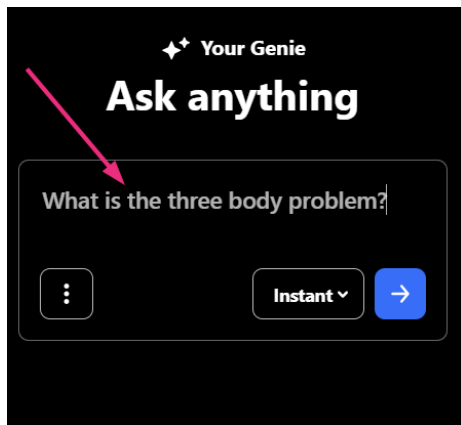 Your Genie
Ask anything
What is the three body problem?
Instant